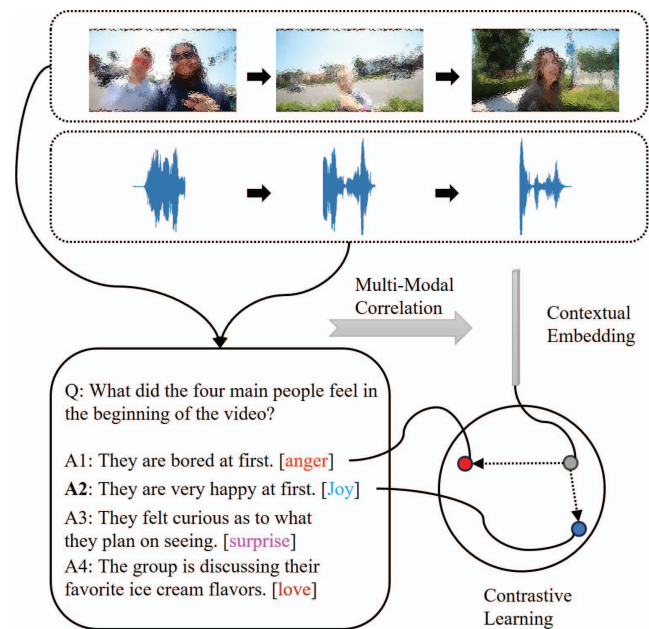 Multi-Modal
Correlation
Contextual
Embedding
Q: What did the four main people feel in
the beginning of the video?
A1: They are bored at first. [anger]
A2: They are very happy at first. [Joy]
A3: They felt curious as to what
they plan on seeing. [surprise]
A4: The group is discussing their
favorite ice cream flavors. [love]
Contrastive
Learning